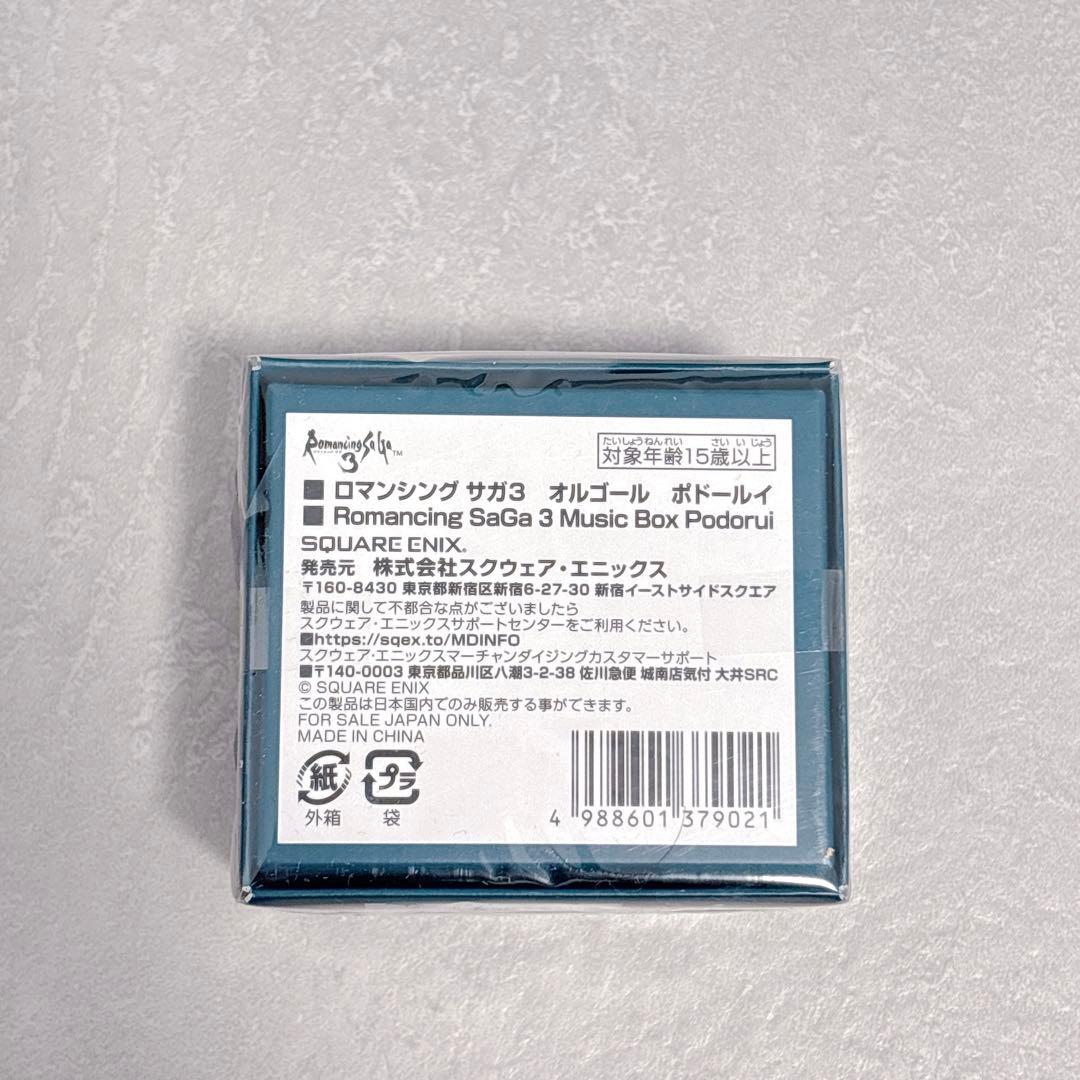 Romancing SaGa 3™
たいしょうねんれい さい いじょう
対象年齢15歳以上
■ ロマンシング サガ3 オルゴール ポドールイ
■ Romancing SaGa 3 Music Box Podorui
SQUARE ENIX®
発売元 株式会社スクウェア・エニックス
〒160-8430 東京都新宿区新宿6-27-30 新宿イーストサイドスクエア
製品に関して不都合な点がございましたら
スクウェア・エニックスサポートセンターをご利用ください。
■https://sqex.to/MDINFO
スクウェア・エニックスマーチャンダイジングカスタマーサポート
■〒140-0003 東京都品川区八潮3-2-38 佐川急便 城南店気付 大井SRC
© SQUARE ENIX
この製品は日本国内でのみ販売する事ができます。
FOR SALE JAPAN ONLY.
MADE IN CHINA
紙 プラ
外箱 袋
4 988601 379021